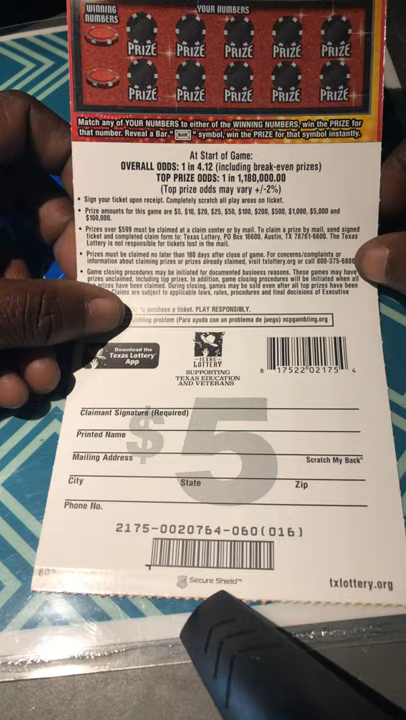 WINNING NUMBERS
YOUR NUMBERS
PRIZE PRIZE PRIZE PRIZE PRIZE
PRIZE PRIZE PRIZE PRIZE PRIZE
Match any of YOUR NUMBERS to either of the WINNING NUMBERS, win the PRIZE for
that number. Reveal a Bar "BAR" symbol, win the PRIZE for that symbol instantly.
At Start of Game:
OVERALL ODDS: 1 in 4.12 (including break-even prizes)
TOP PRIZE ODDS: 1 in 1,180,000.00
(Top prize odds may vary +/-2%)
• Sign your ticket upon receipt. Completely scratch all play areas on ticket.
• Prize amounts for this game are $5, $10, $20, $25, $50, $100, $200, $500, $1,000, $5,000 and
$100,000.
• Prizes over $599 must be claimed at a claim center or by mail. To claim a prize by mail, send signed
ticket and completed claim form to: Texas Lottery, PO Box 16600, Austin, TX 78761-6600. The Texas
Lottery is not responsible for tickets lost in the mail.
• Prizes must be claimed no later than 180 days after close of game. For concerns/complaints or
information about claiming prizes or prizes already claimed, visit txlottery.org or call 800-375-6886
• Game closing procedures may be initiated for documented business reasons. These games may have
prizes unclaimed, including top prizes. In addition, game closing procedures will be initiated when all
prizes have been claimed. During closing, games may be sold even after all top prizes have been
Claims are subject to applicable laws, rules, procedures and final decisions of Executive
to purchase a ticket. PLAY RESPONSIBLY.
problem (Para ayuda con un problema de juego) ncpgambling.org
Download the
Texas Lottery
App
TEXAS
LOTTERY
SUPPORTING
TEXAS EDUCATION
AND VETERANS
8 17522 02175 4
$5
Claimant Signature (Required)
Printed Name
Mailing Address
Scratch My Back®
City State Zip
Phone No.
2175-0020764-060(016)
Secure Shield™
txlottery.org